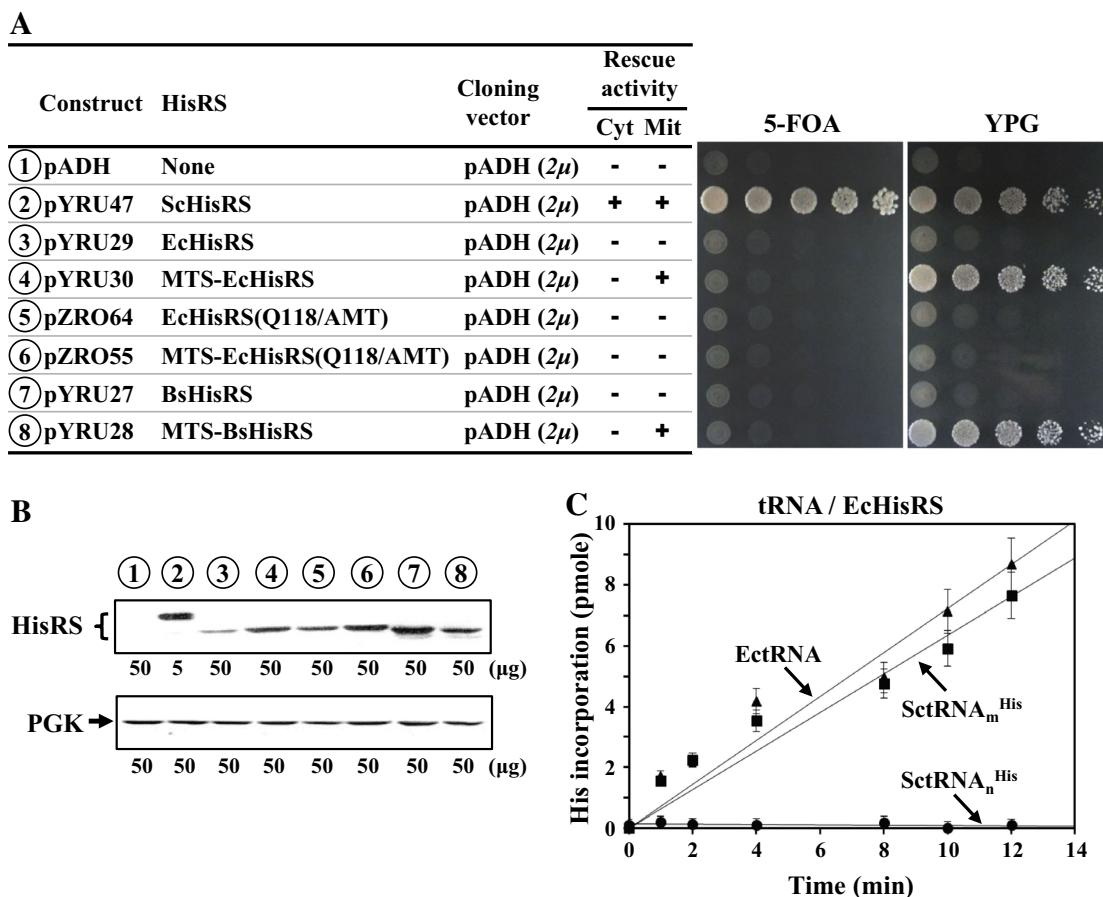 A
Construct HisRS Cloning vector Rescue activity
Cyt Mit
5-FOA YPG
① pADH None pADH (2μ) - -
② pYRU47 ScHisRS pADH (2μ) + +
③ pYRU29 EcHisRS pADH (2μ) - -
④ pYRU30 MTS-EcHisRS pADH (2μ) - +
⑤ pZRO64 EcHisRS(Q118/AMT) pADH (2μ) - -
⑥ pZRO55 MTS-EcHisRS(Q118/AMT) pADH (2μ) - -
⑦ pYRU27 BsHisRS pADH (2μ) - -
⑧ pYRU28 MTS-BsHisRS pADH (2μ) - +
B
① ② ③ ④ ⑤ ⑥ ⑦ ⑧
HisRS {
50 5 50 50 50 50 50 50 (μg)
PGK
50 50 50 50 50 50 50 50 (μg)
C
tRNA / EcHisRS
His incorporation (pmole)
10
8
6
4
2
0
EctRNA
SctRNAmHis
SctRNAnHis
0 2 4 6 8 10 12 14
Time (min)